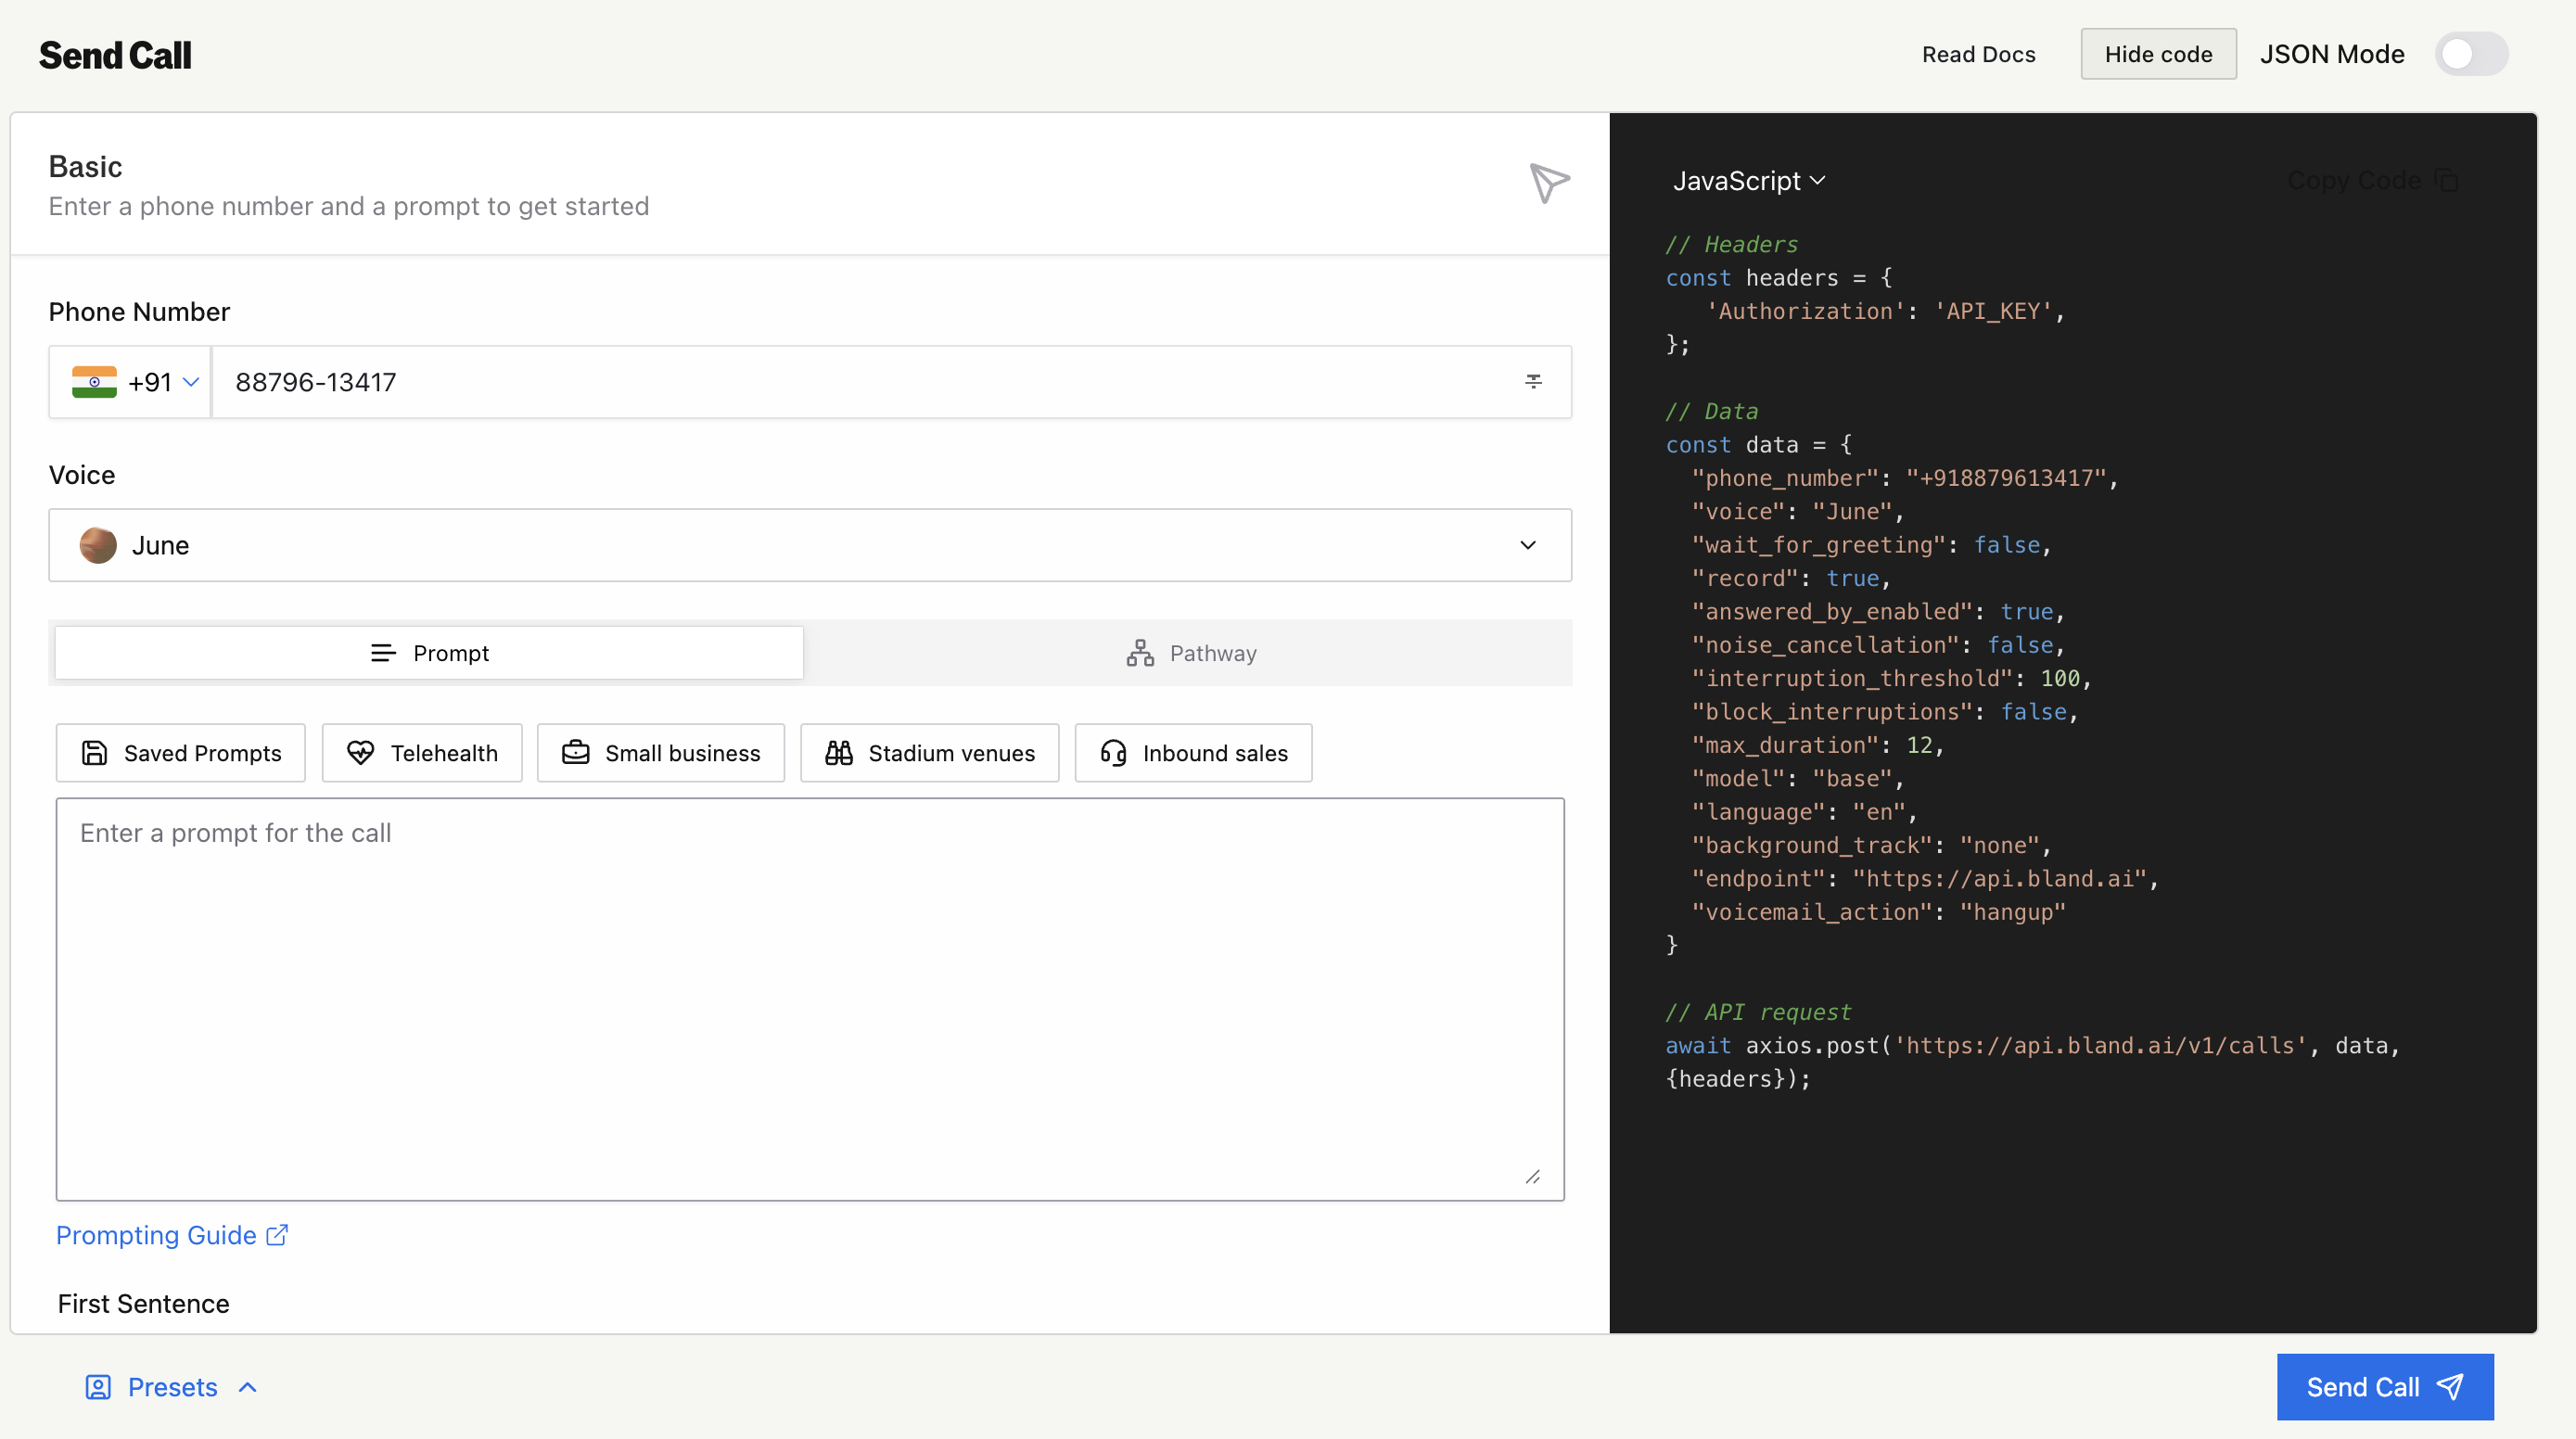 Send Call
Read Docs
Hide code
JSON Mode
Basic
Enter a phone number and a prompt to get started
Phone Number
+91
88796-13417
Voice
June
Prompt
Pathway
Saved Prompts
Telehealth
Small business
Stadium venues
Inbound sales
Enter a prompt for the call
Prompting Guide
First Sentence
JavaScript
Copy Code
// Headers
const headers = {
'Authorization': 'API_KEY',
};
// Data
const data = {
"phone_number": "+918879613417",
"voice": "June",
"wait_for_greeting": false,
"record": true,
"answered_by_enabled": true,
"noise_cancellation": false,
"interruption_threshold": 100,
"block_interruptions": false,
"max_duration": 12,
"model": "base",
"language": "en",
"background_track": "none",
"endpoint": "https://api.bland.ai",
"voicemail_action": "hangup"
}
// API request
await axios.post('https://api.bland.ai/v1/calls', data,
{headers});
Presets
Send Call